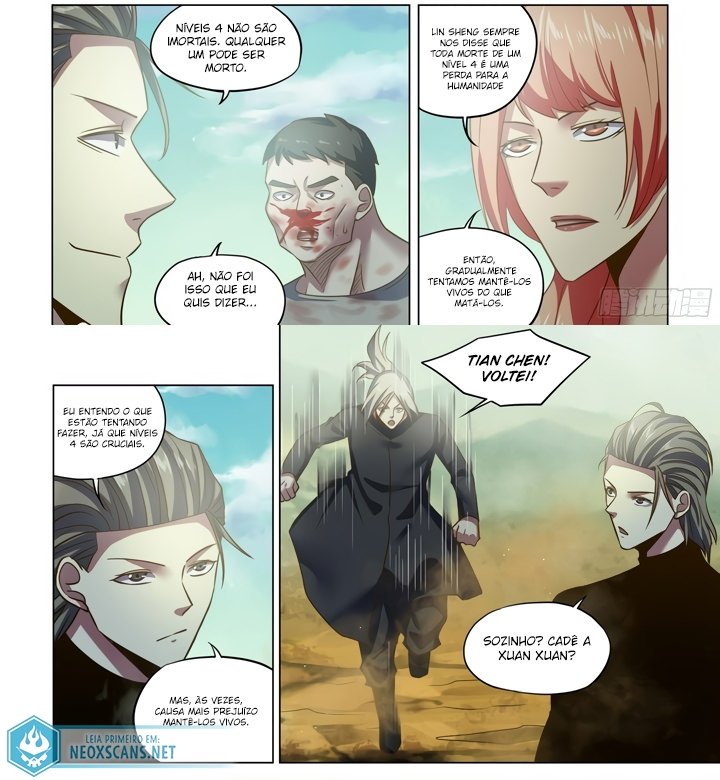 NÍVEIS 4 NÃO SÃO
IMORTAIS. QUALQUER
UM PODE SER
MORTO.
AH, NÃO FOI
ISSO QUE EU
QUIS DIZER...
LIN SHENG SEMPRE
NOS DISSE QUE
TODA MORTE DE UM
NÍVEL 4 É UMA
PERDA PARA A
HUMANIDADE
ENTÃO,
GRADUALMENTE
TENTAMOS MANTÊ-LOS
VIVOS DO QUE
MATÁ-LOS.
腾讯动漫
EU ENTENDO O QUE
ESTÃO TENTANDO
FAZER, JÁ QUE NÍVEIS
4 SÃO CRUCIAIS.
MAS, ÀS VEZES,
CAUSA MAIS PREJUÍZO
MANTÊ-LOS VIVOS.
TIAN CHEN!
VOLTEI!
SOZINHO? CADÊ A
XUAN XUAN?
LEIA PRIMEIRO EM:
NEOXSCANS.NET